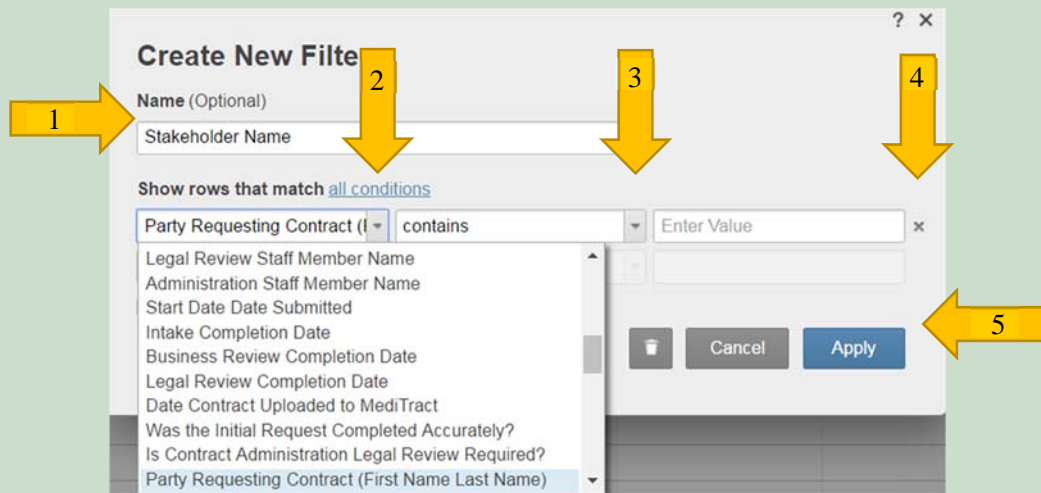 ? ×
Create New Filte
2
3
4
Name (Optional)
1
Stakeholder Name
Show rows that match all conditions
Party Requesting Contract (
contains
Enter Value
×
Legal Review Staff Member Name
Administration Staff Member Name
Start Date Date Submitted
Intake Completion Date
Business Review Completion Date
Legal Review Completion Date
Date Contract Uploaded to MediTract
Was the Initial Request Completed Accurately?
Is Contract Administration Legal Review Required?
Party Requesting Contract (First Name Last Name)
Cancel
Apply
5